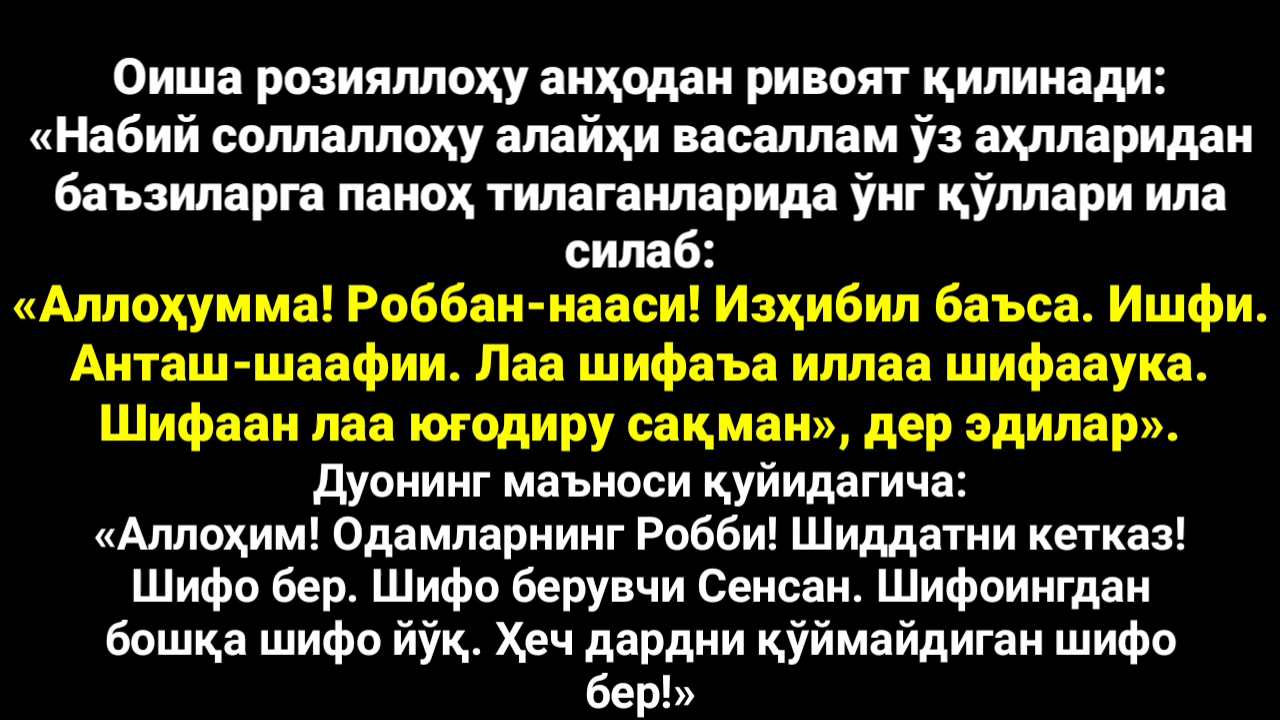 Оиша розияллоҳу анҳодан ривоят қилинади:
«Набий соллаллоҳу алайҳи васаллам ўз аҳлларидан
баъзиларга паноҳ тилаганларида ўнг қўллари ила
силаб:
«Аллоҳумма! Роббан-нааси! Изҳибил баъса. Ишфи.
Анташ-шаафии. Лаа шифаъа иллаа шифааука.
Шифаан лаа юғодиру сақман», дер эдилар».
Дуонинг маъноси қуйидагича:
«Аллоҳим! Одамларнинг Робби! Шиддатни кетказ!
Шифо бер. Шифо берувчи Сенсан. Шифоингдан
бошқа шифо йўқ. Ҳеч дардни қўймайдиган шифо
бер!»